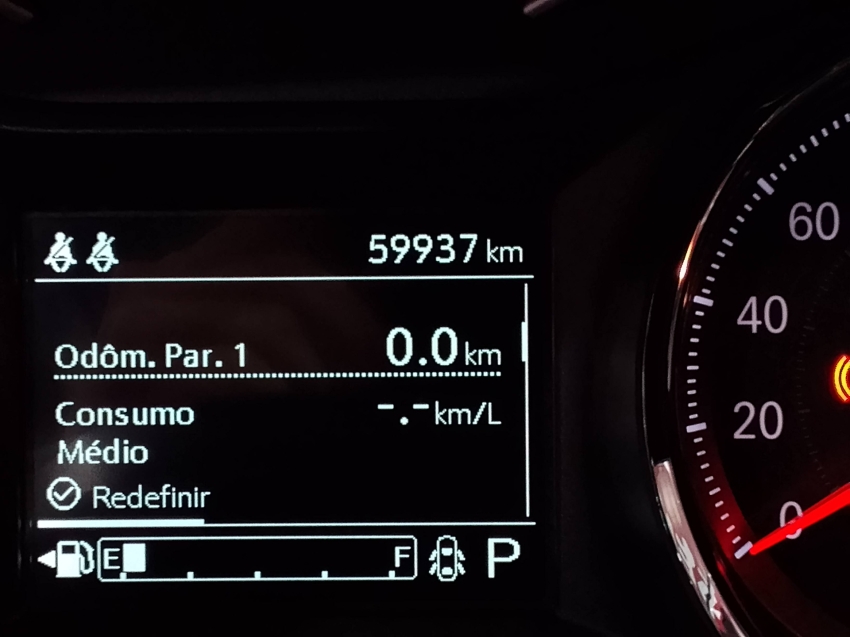 59937 km
Odôm. Par. 1 0.0 km
Consumo -.- km/L
Médio
Redefinir
E F P
60
40
20
0